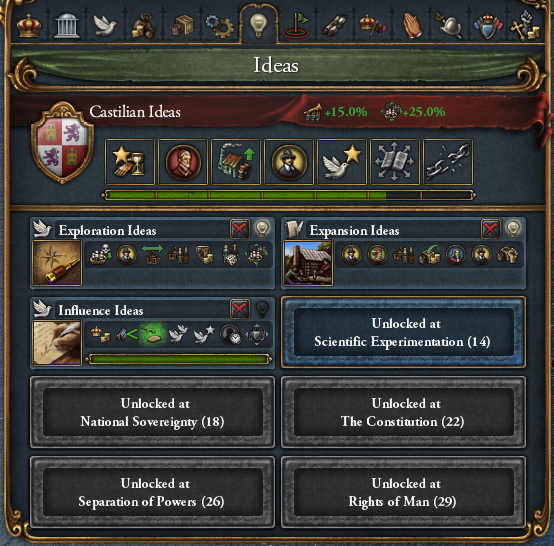 Ideas
Castilian Ideas
+15.0%
+25.0%
Exploration Ideas
Expansion Ideas
Influence Ideas
Unlocked at
Scientific Experimentation (14)
Unlocked at
National Sovereignty (18)
Unlocked at
The Constitution (22)
Unlocked at
Separation of Powers (26)
Unlocked at
Rights of Man (29)